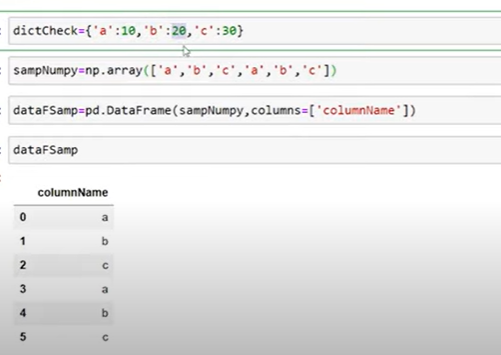 dictCheck={'a':10,'b':20,'c':30}
sampNumpy=np.array(['a','b','c','a','b','c'])
dataFSamp=pd.DataFrame(sampNumpy,columns=['columnName'])
dataFSamp
columnName
0 a
1 b
2 c
3 a
4 b
5 c